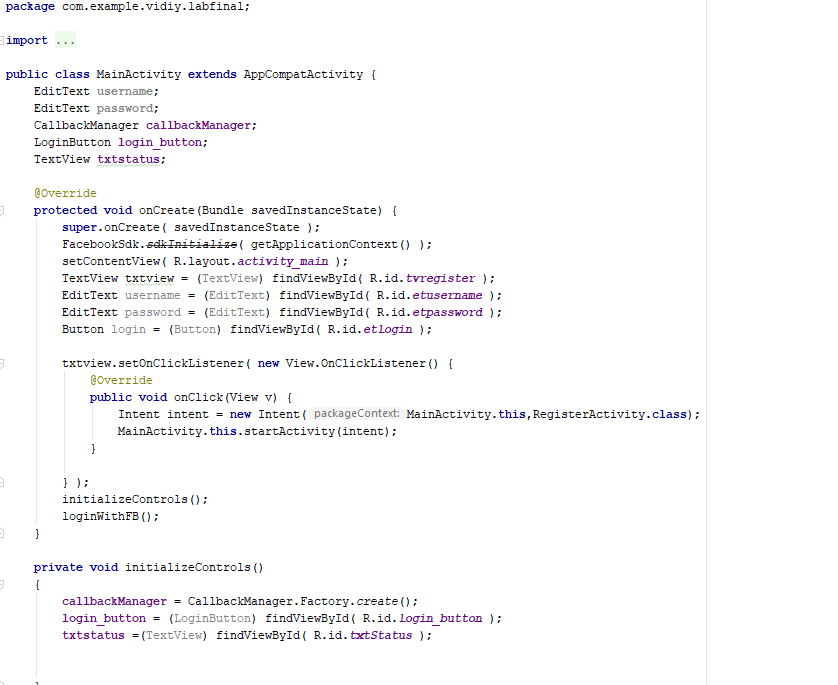 package com.example.vidiy.labfinal;
import ...
public class MainActivity extends AppCompatActivity {
EditText username;
EditText password;
CallbackManager callbackManager;
LoginButton login_button;
TextView txtstatus;
@Override
protected void onCreate(Bundle savedInstanceState) {
super.onCreate( savedInstanceState );
FacebookSdk.sdkInitialize( getApplicationContext() );
setContentView( R.layout.activity_main );
TextView txtview = (TextView) findViewById( R.id.tvregister );
EditText username = (EditText) findViewById( R.id.etusername );
EditText password = (EditText) findViewById( R.id.etpassword );
Button login = (Button) findViewById( R.id.etlogin );
txtview.setOnClickListener( new View.OnClickListener() {
@Override
public void onClick(View v) {
Intent intent = new Intent( packageContext: MainActivity.this,RegisterActivity.class);
MainActivity.this.startActivity(intent);
}
} );
initializeControls();
loginWithFB();
}
private void initializeControls()
{
callbackManager = CallbackManager.Factory.create();
login_button = (LoginButton) findViewById( R.id.login_button );
txtstatus =(TextView) findViewById( R.id.txtStatus );